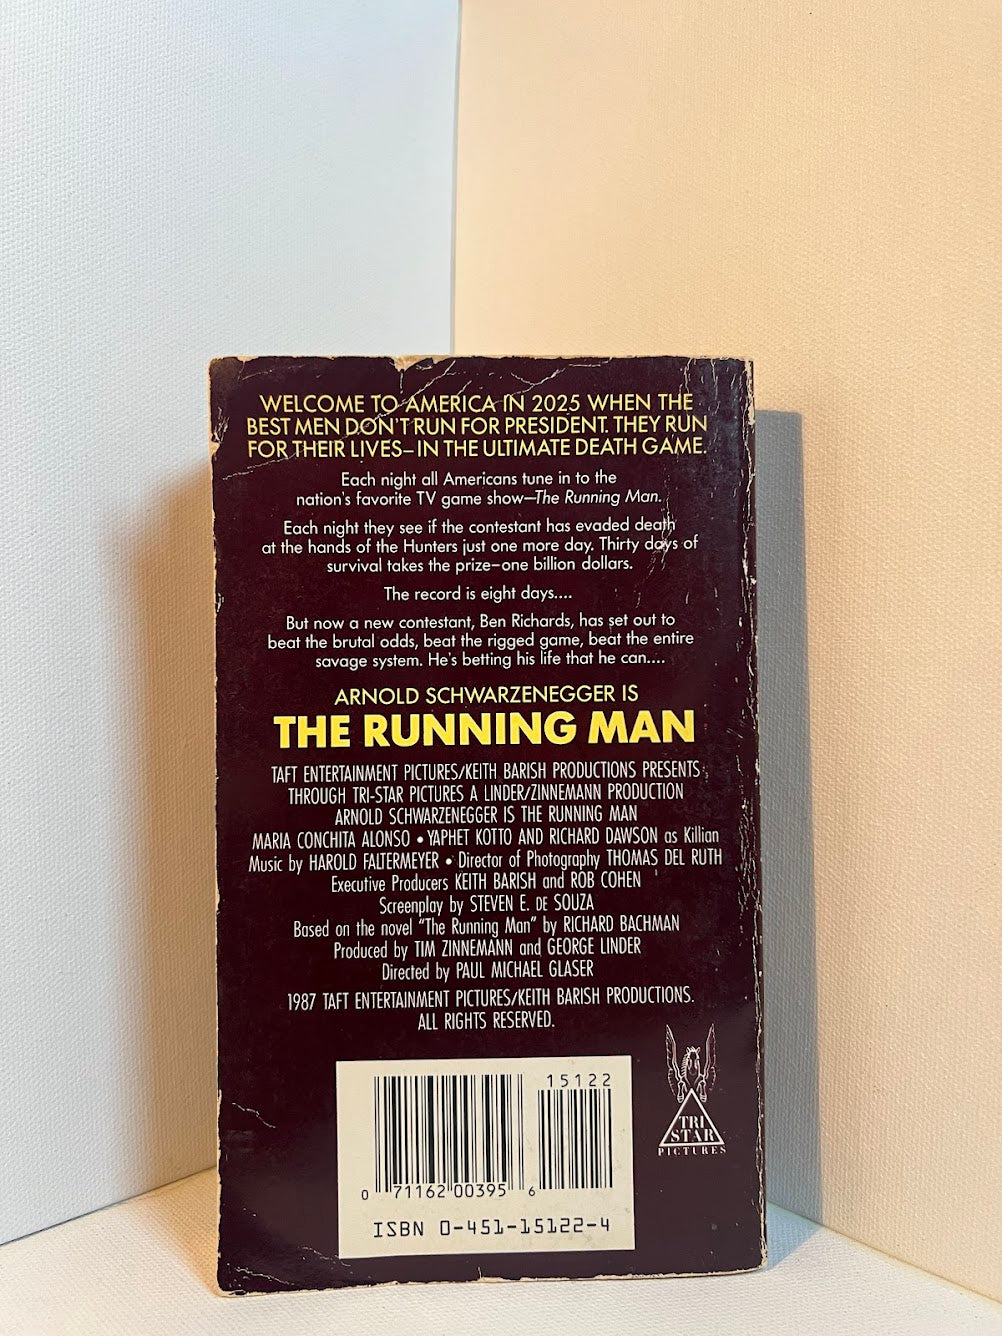 WELCOME TO AMERICA IN 2025 WHEN THE
BEST MEN DON'T RUN FOR PRESIDENT. THEY RUN
FOR THEIR LIVES–IN THE ULTIMATE DEATH GAME.
Each night all Americans tune in to the
nation's favorite TV game show—The Running Man.
Each night they see if the contestant has evaded death
at the hands of the Hunters just one more day. Thirty days of
survival takes the prize–one billion dollars.
The record is eight days....
But now a new contestant, Ben Richards, has set out to
beat the brutal odds, beat the rigged game, beat the entire
savage system. He's betting his life that he can....
ARNOLD SCHWARZENEGGER IS
THE RUNNING MAN
TAFT ENTERTAINMENT PICTURES/KEITH BARISH PRODUCTIONS PRESENTS
THROUGH TRI-STAR PICTURES A LINDER/ZINNEMANN PRODUCTION
ARNOLD SCHWARZENEGGER IS THE RUNNING MAN
MARIA CONCHITA ALONSO • YAPHET KOTTO AND RICHARD DAWSON as Killian
Music by HAROLD FALTERMEYER • Director of Photography THOMAS DEL RUTH
Executive Producers KEITH BARISH and ROB COHEN
Screenplay by STEVEN E. DE SOUZA
Based on the novel "The Running Man" by RICHARD BACHMAN
Produced by TIM ZINNEMANN and GEORGE LINDER
Directed by PAUL MICHAEL GLASER
1987 TAFT ENTERTAINMENT PICTURES/KEITH BARISH PRODUCTIONS.
ALL RIGHTS RESERVED.
15122
0 71162 00395 6
ISBN 0-451-15122-4
TRI
STAR
PICTURES